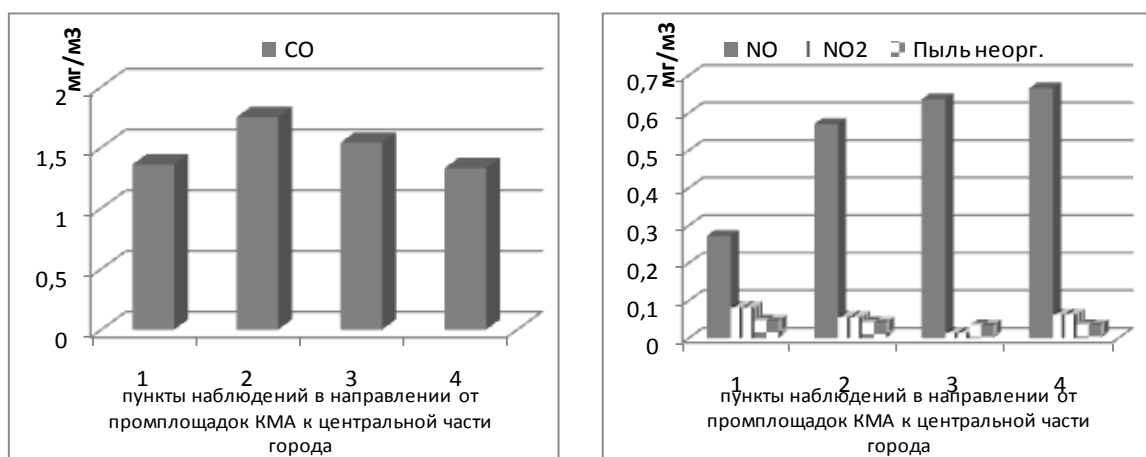 CO
мг/м3
2
1,5
1
0,5
0
1 2 3 4
пункты наблюдений в направлении от
промплощадок КМА к центральной части
города
NO NO2 Пыль неорг.
мг/м3
0,7
0,6
0,5
0,4
0,3
0,2
0,1
0
1 2 3 4
пункты наблюдений в направлении от
промплощадок КМА к центральной части
города